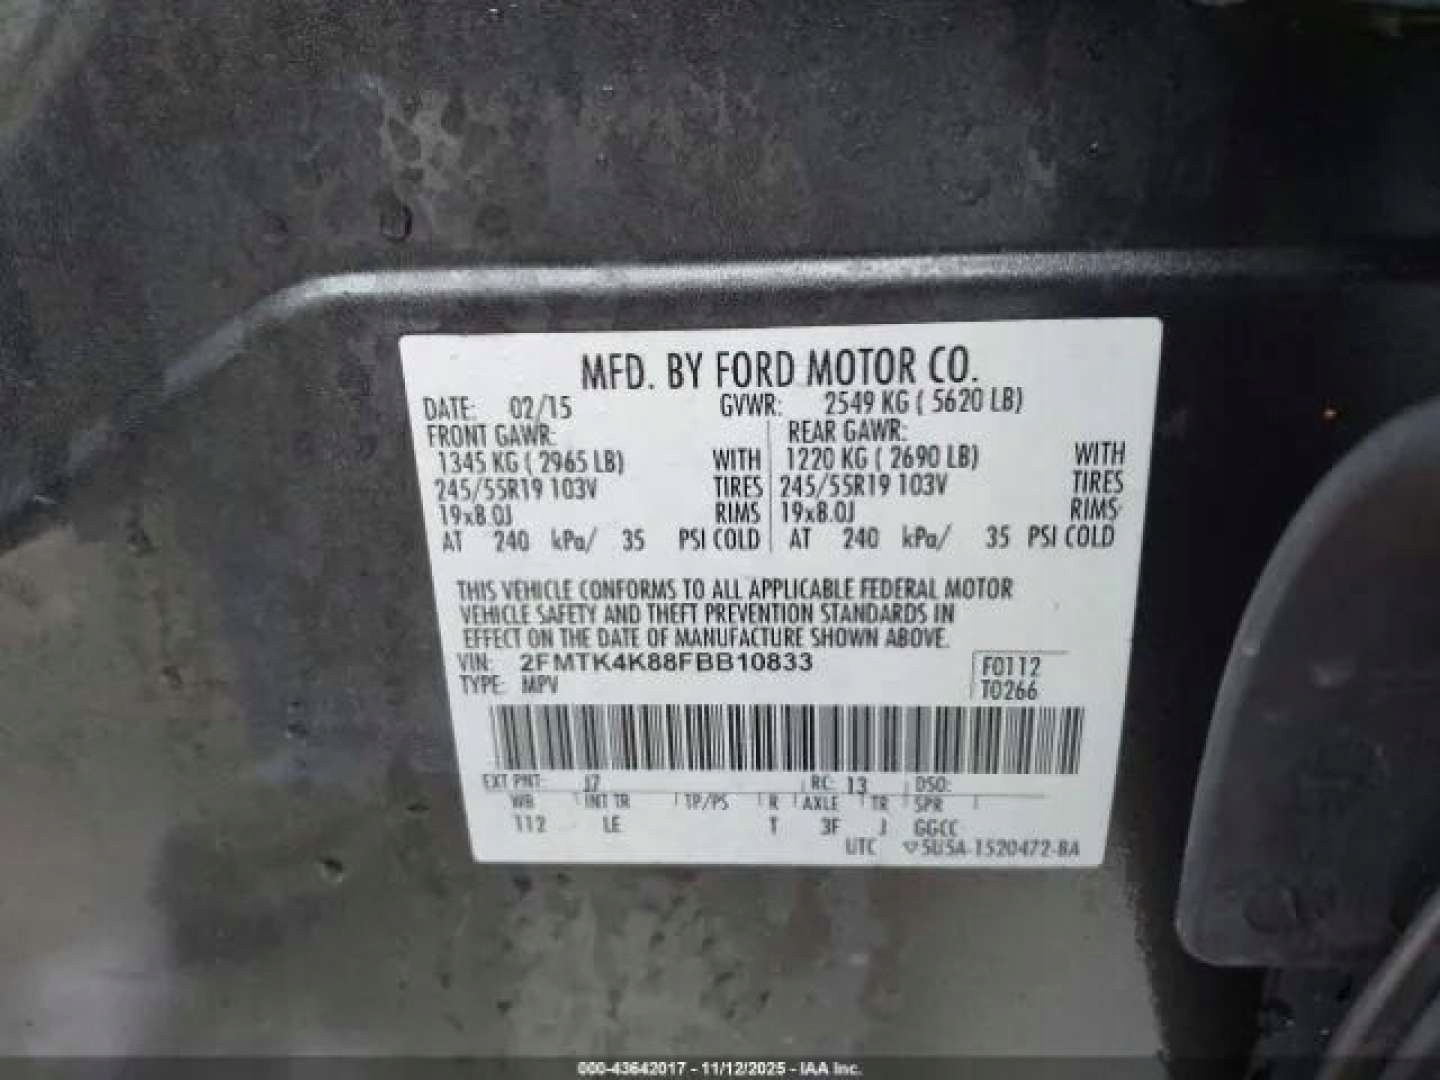 MFD. BY FORD MOTOR CO.
DATE: 02/15 GVWR: 2549 KG ( 5620 LB)
FRONT GAWR: REAR GAWR:
1345 KG ( 2965 LB) WITH 1220 KG ( 2690 LB) WITH
245/55R19 103V TIRES 245/55R19 103V TIRES
19x8.0J RIMS 19x8.0J RIMS
AT 240 kPa/ 35 PSI COLD AT 240 kPa/ 35 PSI COLD
THIS VEHICLE CONFORMS TO ALL APPLICABLE FEDERAL MOTOR
VEHICLE SAFETY AND THEFT PREVENTION STANDARDS IN
EFFECT ON THE DATE OF MANUFACTURE SHOWN ABOVE.
VIN: 2FMTK4K88FBB10833 F0112
TYPE: MPV T0266
EXT PNT: J7 RC: 13 DSO:
WB INT TR TP/PS R AXLE TR SPR
112 LE T 3F J GGCC
UTC 5U5A-1520472-BA
000-43642017 - 11/12/2025 - IAA Inc.